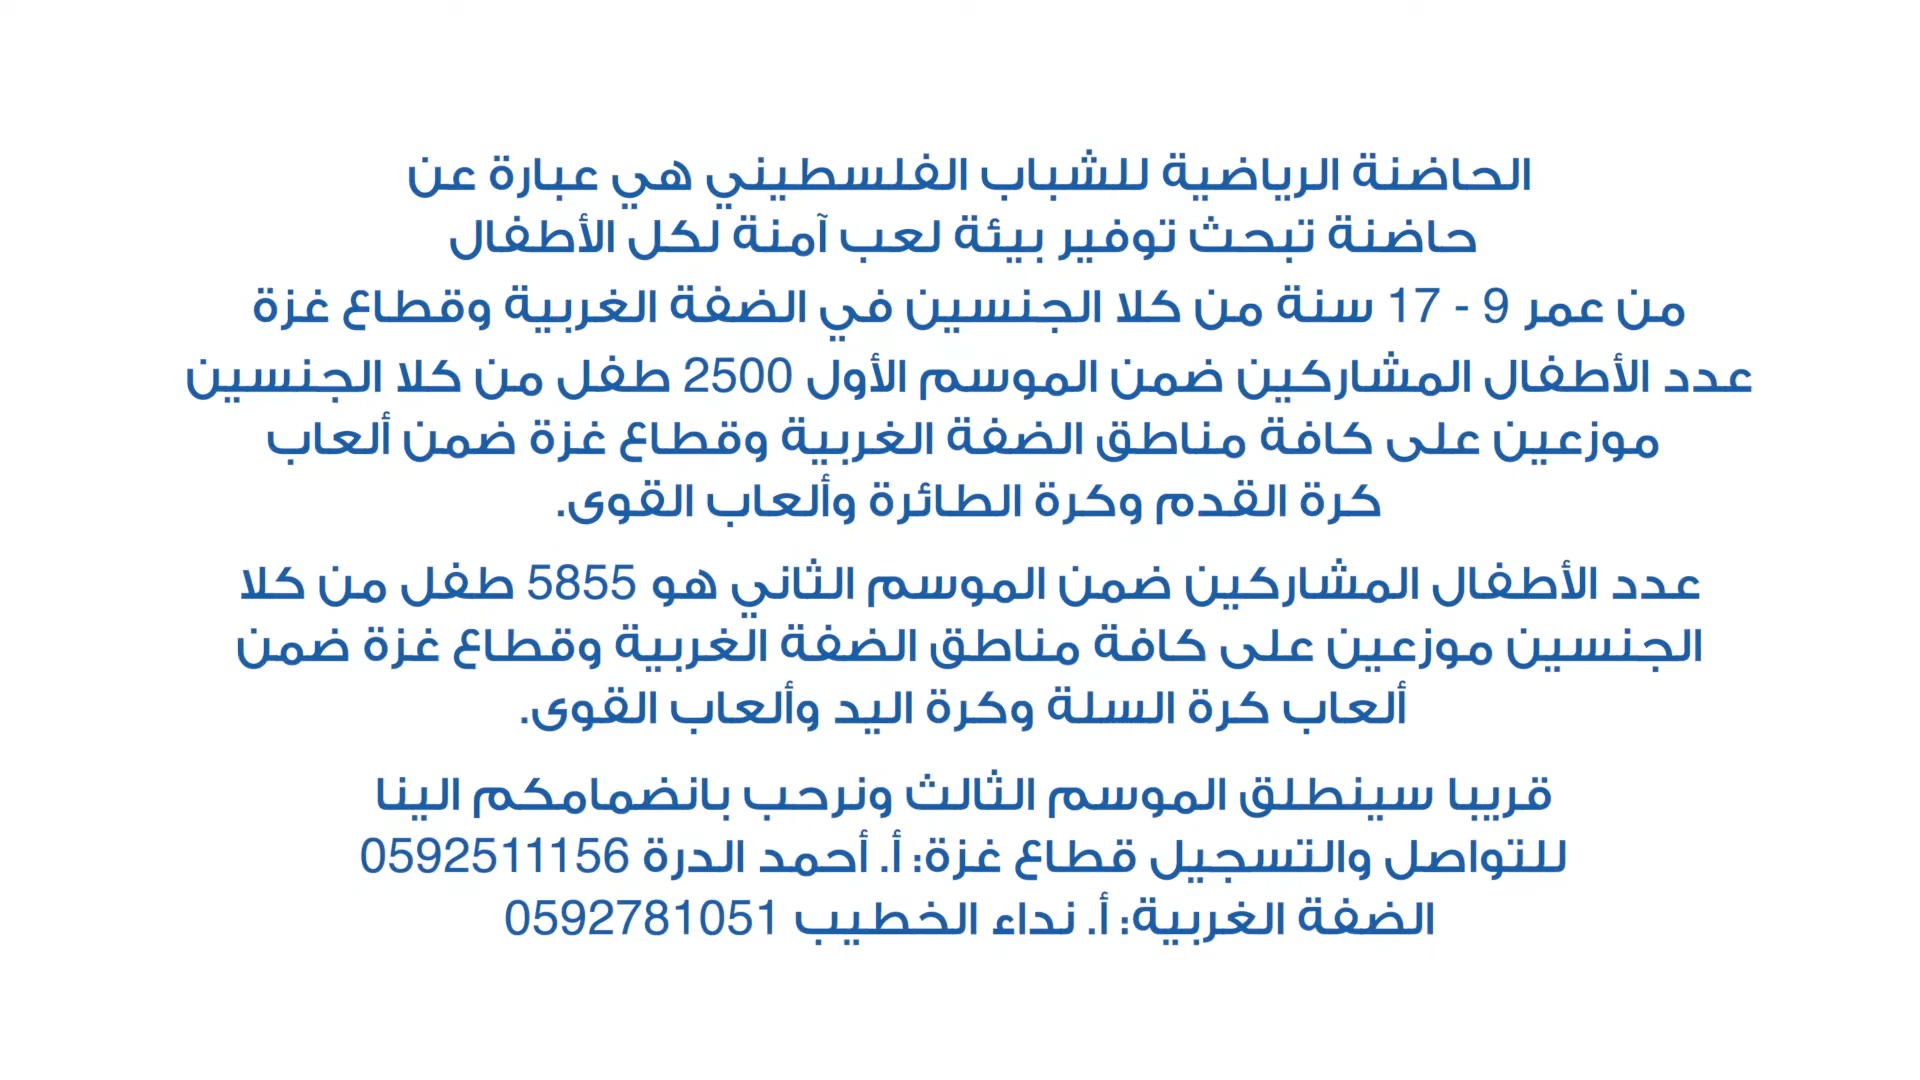 الحاضنة الرياضية للشباب الفلسطيني هي عبارة عن
حاضنة تبحث توفير بيئة لعب آمنة لكل الأطفال
من عمر 9 - 17 سنة من كلا الجنسين في الضفة الغربية وقطاع غزة
عدد الأطفال المشاركين ضمن الموسم الأول 2500 طفل من كلا الجنسين
موزعين على كافة مناطق الضفة الغربية وقطاع غزة ضمن ألعاب
كرة القدم وكرة الطائرة وألعاب القوى.
عدد الأطفال المشاركين ضمن الموسم الثاني هو 5855 طفل من كلا
الجنسين موزعين على كافة مناطق الضفة الغربية وقطاع غزة ضمن
ألعاب كرة السلة وكرة اليد وألعاب القوى.
قريبا سينطلق الموسم الثالث ونرحب بانضمامكم الينا
للتواصل والتسجيل قطاع غزة: أ. أحمد الدرة 0592511156
الضفة الغربية: أ. نداء الخطيب 0592781051